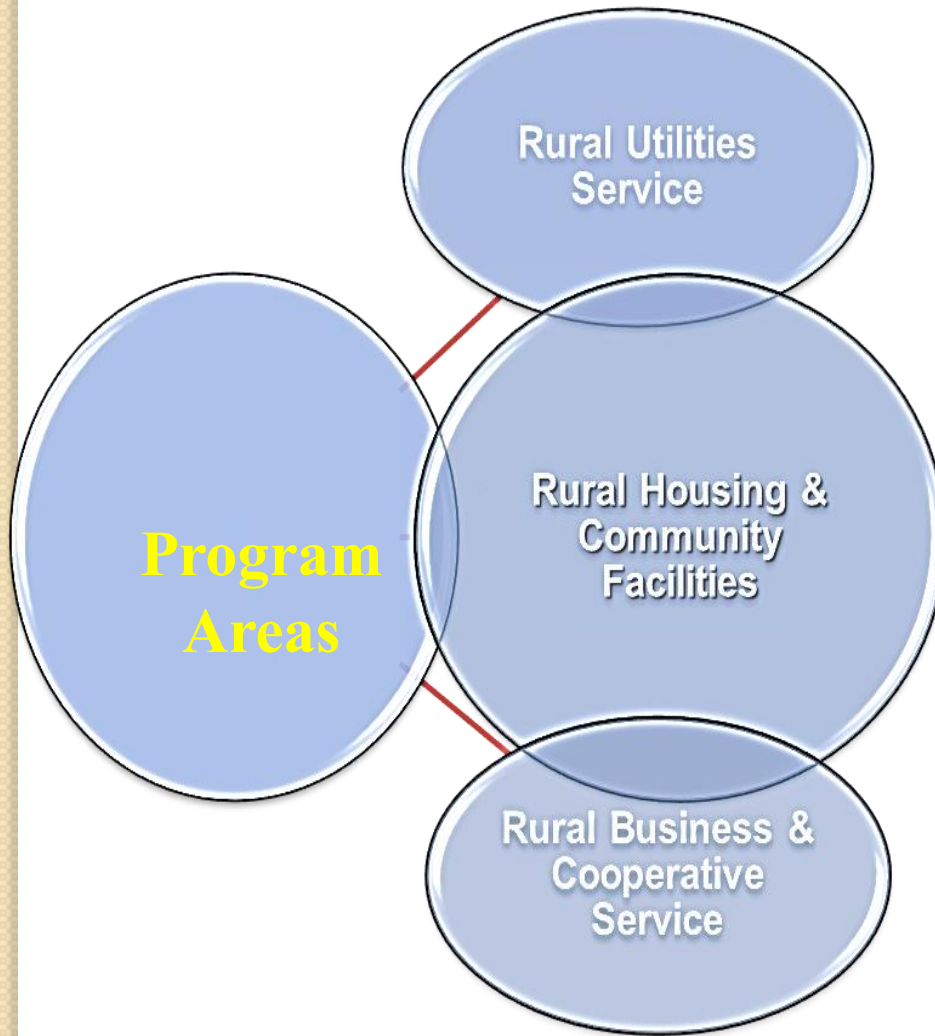 Rural Utilities
Service
Program
Areas
Rural Housing &
Community
Facilities
Rural Business &
Cooperative
Service